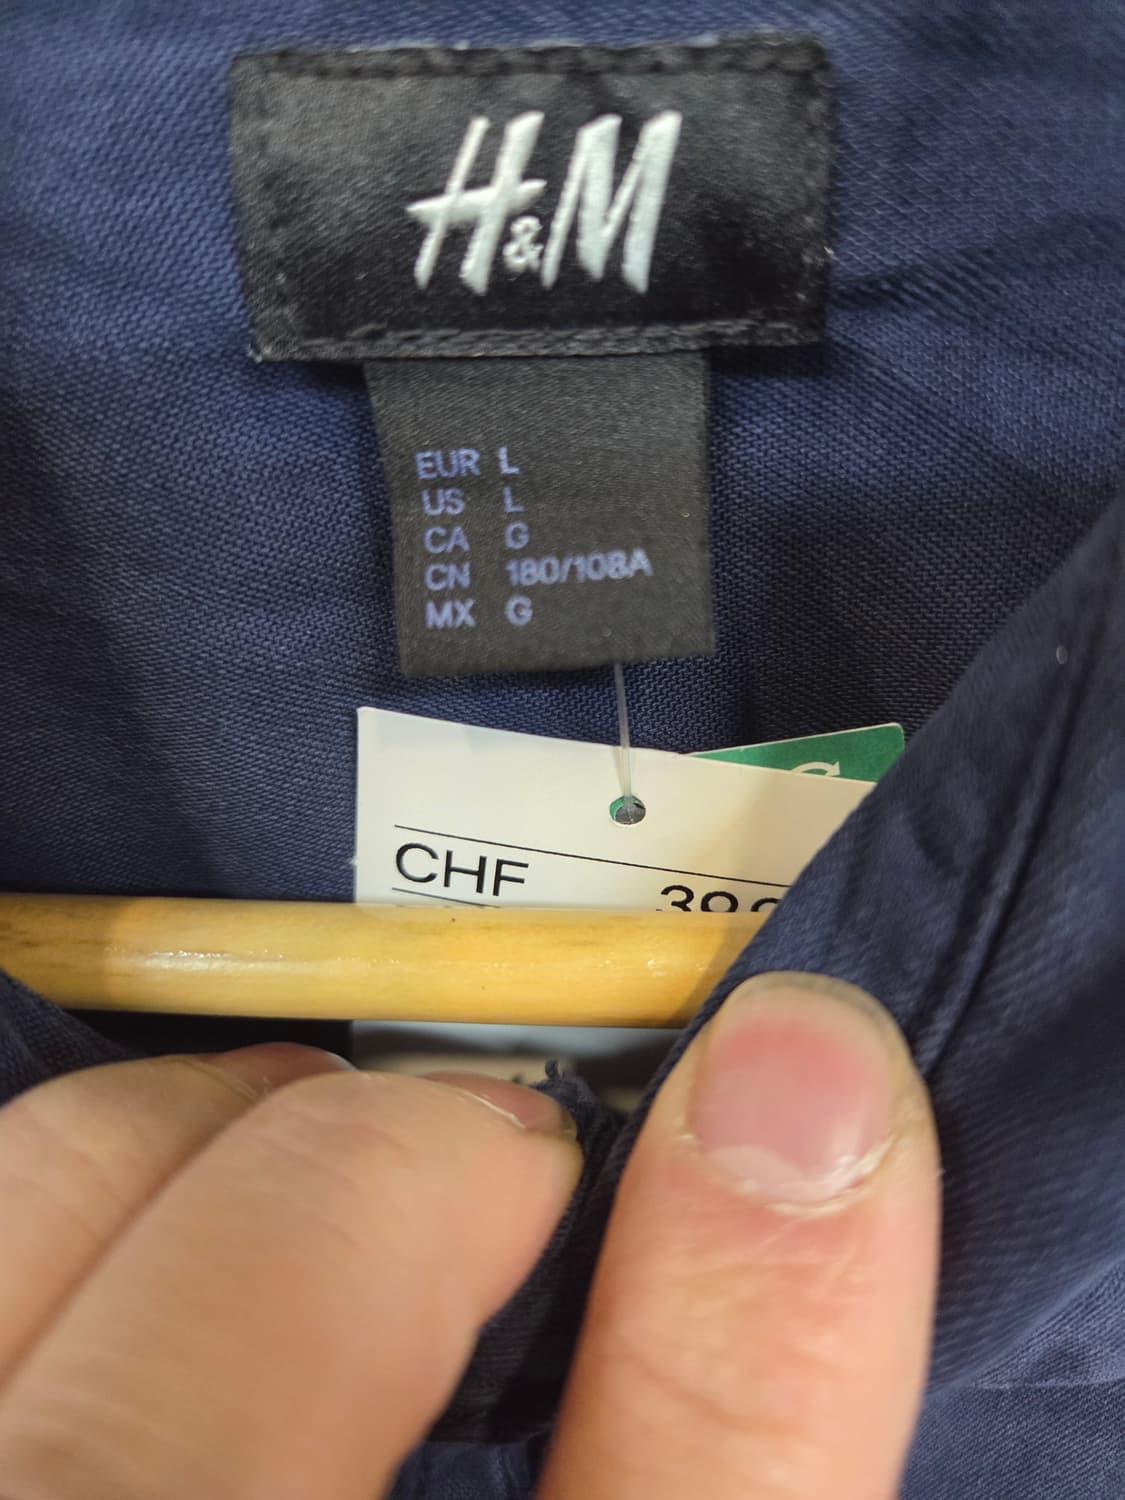 H&M
EUR L
US L
CA G
CN 180/108A
MX G
CHF